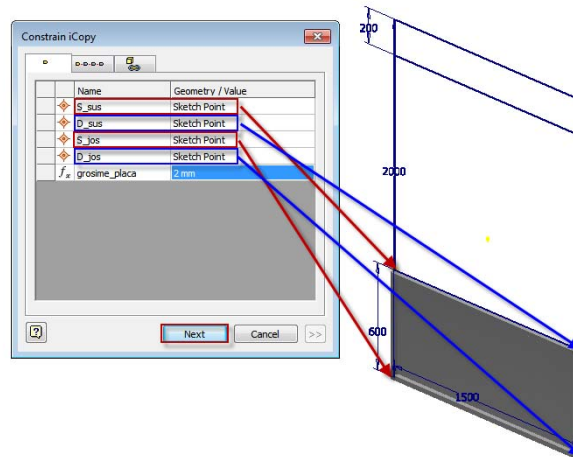 Constrain iCopy
Name Geometry / Value
S_sus Sketch Point
D_sus Sketch Point
S_jos Sketch Point
D_jos Sketch Point
fx grosime_placa 2 mm
Next Cancel >>
200
2000
600
1500